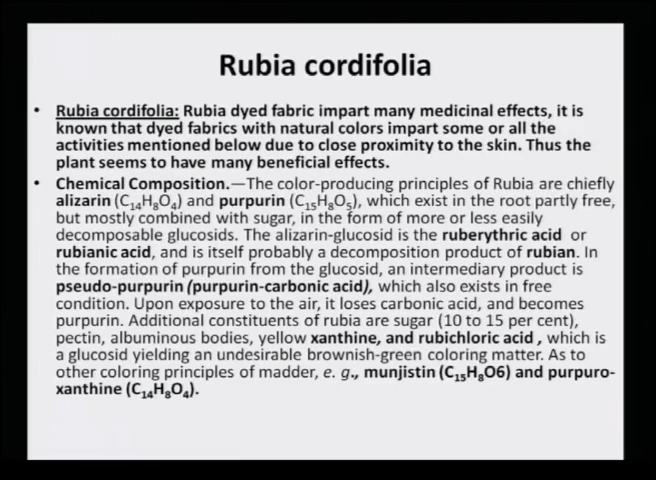 Rubia cordifolia
• Rubia cordifolia: Rubia dyed fabric impart many medicinal effects, it is
known that dyed fabrics with natural colors impart some or all the
activities mentioned below due to close proximity to the skin. Thus the
plant seems to have many beneficial effects.
• Chemical Composition.—The color-producing principles of Rubia are chiefly
alizarin (C₁₄H₈O₄) and purpurin (C₁₅H₈O₅), which exist in the root partly free,
but mostly combined with sugar, in the form of more or less easily
decomposable glucosids. The alizarin-glucosid is the ruberythric acid or
rubianic acid, and is itself probably a decomposition product of rubian. In
the formation of purpurin from the glucosid, an intermediary product is
pseudo-purpurin (purpurin-carbonic acid), which also exists in free
condition. Upon exposure to the air, it loses carbonic acid, and becomes
purpurin. Additional constituents of rubia are sugar (10 to 15 per cent),
pectin, albuminous bodies, yellow xanthine, and rubichloric acid , which is
a glucosid yielding an undesirable brownish-green coloring matter. As to
other coloring principles of madder, e. g., munjistin (C₁₅H₈O6) and purpuro-
xanthine (C₁₄H₈O₄).